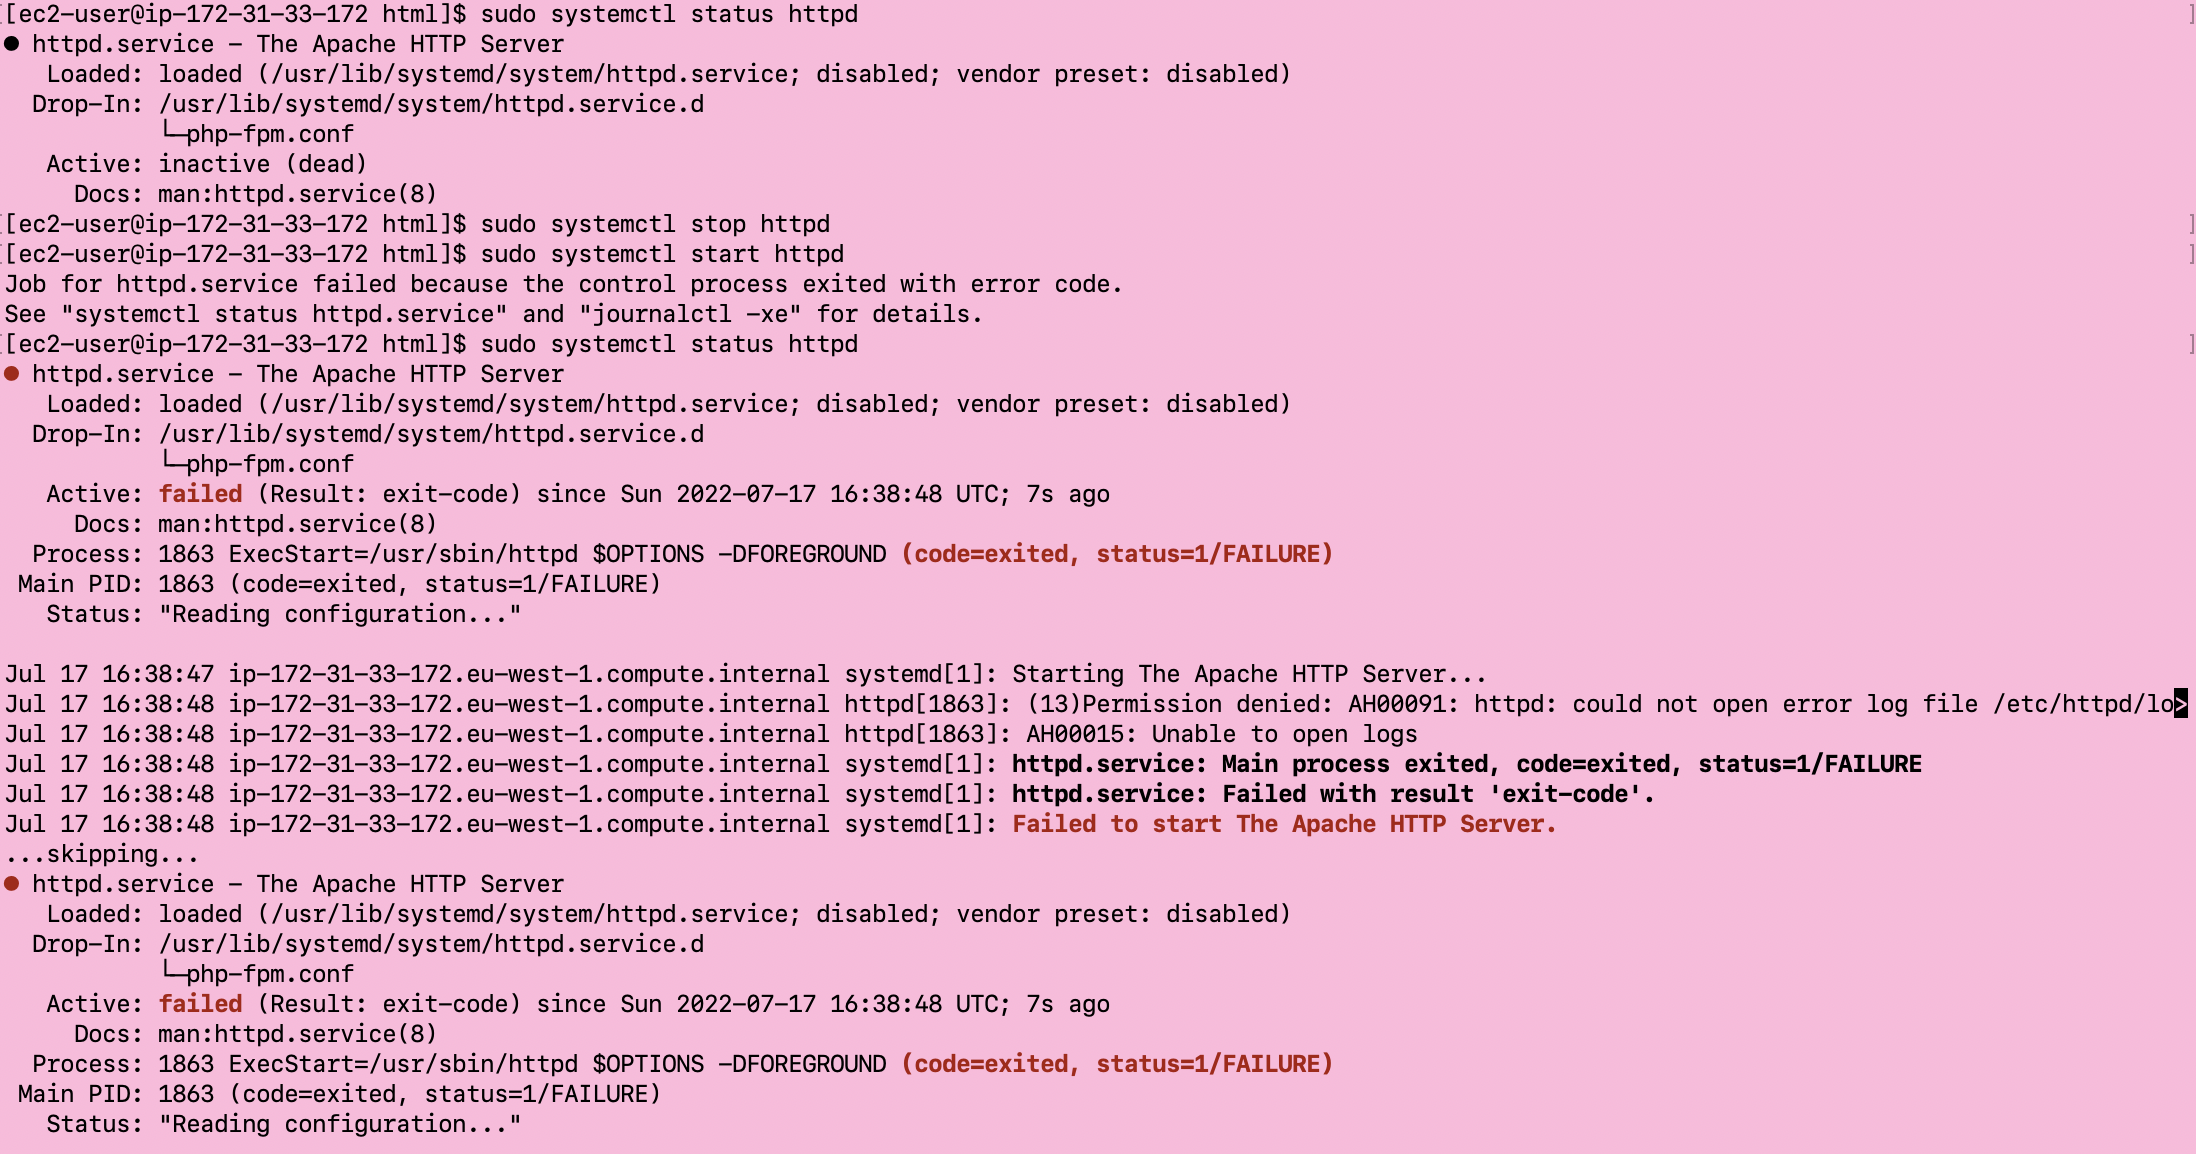 [ec2-user@ip-172-31-33-172 html]$ sudo systemctl status httpd
● httpd.service – The Apache HTTP Server
   Loaded: loaded (/usr/lib/systemd/system/httpd.service; disabled; vendor preset: disabled)
  Drop-In: /usr/lib/systemd/system/httpd.service.d
           └─php-fpm.conf
   Active: inactive (dead)
     Docs: man:httpd.service(8)
[ec2-user@ip-172-31-33-172 html]$ sudo systemctl stop httpd
[ec2-user@ip-172-31-33-172 html]$ sudo systemctl start httpd
Job for httpd.service failed because the control process exited with error code.
See "systemctl status httpd.service" and "journalctl -xe" for details.
[ec2-user@ip-172-31-33-172 html]$ sudo systemctl status httpd
● httpd.service – The Apache HTTP Server
   Loaded: loaded (/usr/lib/systemd/system/httpd.service; disabled; vendor preset: disabled)
  Drop-In: /usr/lib/systemd/system/httpd.service.d
           └─php-fpm.conf
   Active: failed (Result: exit-code) since Sun 2022-07-17 16:38:48 UTC; 7s ago
     Docs: man:httpd.service(8)
  Process: 1863 ExecStart=/usr/sbin/httpd $OPTIONS -DFOREGROUND (code=exited, status=1/FAILURE)
 Main PID: 1863 (code=exited, status=1/FAILURE)
   Status: "Reading configuration..."

Jul 17 16:38:47 ip-172-31-33-172.eu-west-1.compute.internal systemd[1]: Starting The Apache HTTP Server...
Jul 17 16:38:48 ip-172-31-33-172.eu-west-1.compute.internal httpd[1863]: (13)Permission denied: AH00091: httpd: could not open error log file /etc/httpd/lo>
Jul 17 16:38:48 ip-172-31-33-172.eu-west-1.compute.internal httpd[1863]: AH00015: Unable to open logs
Jul 17 16:38:48 ip-172-31-33-172.eu-west-1.compute.internal systemd[1]: httpd.service: Main process exited, code=exited, status=1/FAILURE
Jul 17 16:38:48 ip-172-31-33-172.eu-west-1.compute.internal systemd[1]: httpd.service: Failed with result 'exit-code'.
Jul 17 16:38:48 ip-172-31-33-172.eu-west-1.compute.internal systemd[1]: Failed to start The Apache HTTP Server.
...skipping...
● httpd.service – The Apache HTTP Server
   Loaded: loaded (/usr/lib/systemd/system/httpd.service; disabled; vendor preset: disabled)
  Drop-In: /usr/lib/systemd/system/httpd.service.d
           └─php-fpm.conf
   Active: failed (Result: exit-code) since Sun 2022-07-17 16:38:48 UTC; 7s ago
     Docs: man:httpd.service(8)
  Process: 1863 ExecStart=/usr/sbin/httpd $OPTIONS -DFOREGROUND (code=exited, status=1/FAILURE)
 Main PID: 1863 (code=exited, status=1/FAILURE)
   Status: "Reading configuration..."